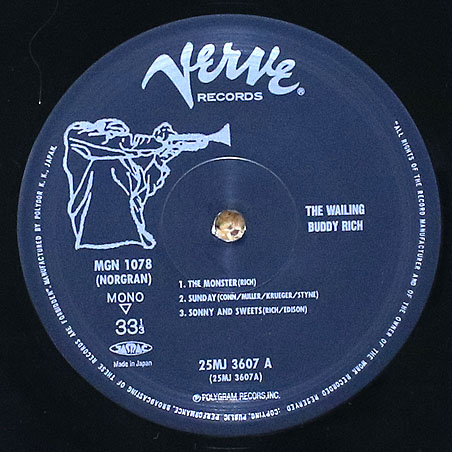 Verve®
RECORDS
THE WAILING
BUDDY RICH
MGN 1078
(NORGRAN)
MONO
33⅓
JASRAC
Made in Japan
1. THE MONSTER(RICH)
2. SUNDAY(CONN/MILLER/KRUEGER/STYNE)
3. SONNY AND SWEETS(RICH/EDISON)
25MJ 3607 A
(25MJ 3607A)
℗POLYGRAM RECORDS,INC.
"ALL RIGHTS OF THE RECORD MANUFACTURER AND OF THE OWNER OF THE WORK RECORDED RESERVED·COPYING, PUBLIC PERFORMANCE, BROADCASTING OF THESE RECORDS ARE FORBIDDEN" MANUFACTURED BY POLYDOR K. K., JAPAN.